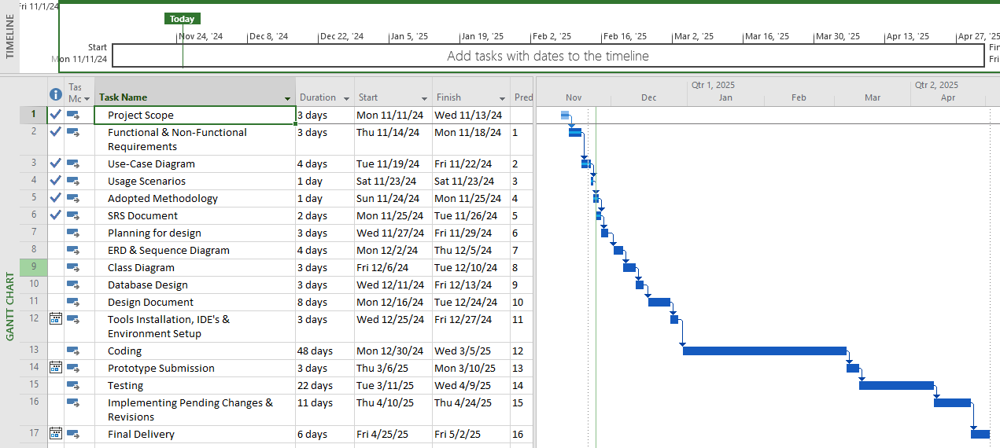 TIMELINE
Fri 11/1/24
Today
Nov 24, '24 Dec 8, '24 Dec 22, '24 Jan 5, '25 Jan 19, '25 Feb 2, '25 Feb 16, '25 Mar 2, '25 Mar 16, '25 Mar 30, '25 Apr 13, '25 Apr 27, '25
Start
Mon 11/11/24
Add tasks with dates to the timeline
Fin
Fri
GANTT CHART
Tas
Mc Task Name Duration Start Finish Pred
Qtr 1, 2025 Qtr 2, 2025
Nov Dec Jan Feb Mar Apr
1 Project Scope 3 days Mon 11/11/24 Wed 11/13/24
2 Functional & Non-Functional 3 days Thu 11/14/24 Mon 11/18/24 1
Requirements
3 Use-Case Diagram 4 days Tue 11/19/24 Fri 11/22/24 2
4 Usage Scenarios 1 day Sat 11/23/24 Sat 11/23/24 3
5 Adopted Methodology 1 day Sun 11/24/24 Mon 11/25/24 4
6 SRS Document 2 days Mon 11/25/24 Tue 11/26/24 5
7 Planning for design 3 days Wed 11/27/24 Fri 11/29/24 6
8 ERD & Sequence Diagram 4 days Mon 12/2/24 Thu 12/5/24 7
9 Class Diagram 3 days Fri 12/6/24 Tue 12/10/24 8
10 Database Design 3 days Wed 12/11/24 Fri 12/13/24 9
11 Design Document 8 days Mon 12/16/24 Tue 12/24/24 10
12 Tools Installation, IDE's & 3 days Wed 12/25/24 Fri 12/27/24 11
Environment Setup
13 Coding 48 days Mon 12/30/24 Wed 3/5/25 12
14 Prototype Submission 3 days Thu 3/6/25 Mon 3/10/25 13
15 Testing 22 days Tue 3/11/25 Wed 4/9/25 14
16 Implementing Pending Changes & 11 days Thu 4/10/25 Thu 4/24/25 15
Revisions
17 Final Delivery 6 days Fri 4/25/25 Fri 5/2/25 16